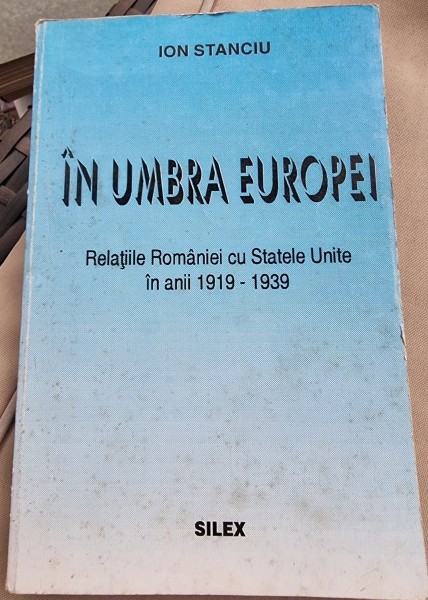 ION STANCIU
ÎN UMBRA EUROPEI
Relaţiile României cu Statele Unite
în anii 1919 - 1939
SILEX